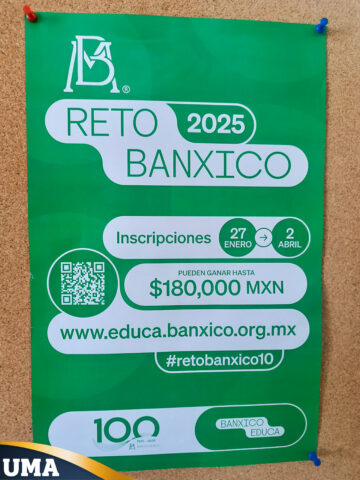 BM
®
RETO 2025
BANXICO
Inscripciones 27 ENERO → 2 ABRIL
PUEDEN GANAR HASTA
$180,000 MXN
www.educa.banxico.org.mx
#retobanxico10
100
BANXICO
EDUCA
UMA